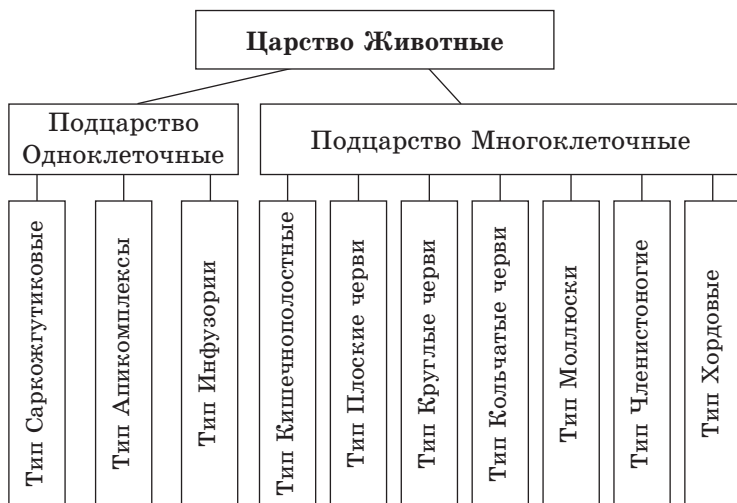 Царство Животные
Подцарство
Одноклеточные
Подцарство Многоклеточные
Тип Саркожгутиковые
Тип Апикомплексы
Тип Инфузории
Тип Кишечнополостные
Тип Плоские черви
Тип Круглые черви
Тип Кольчатые черви
Тип Моллюски
Тип Членистоногие
Тип Хордовые